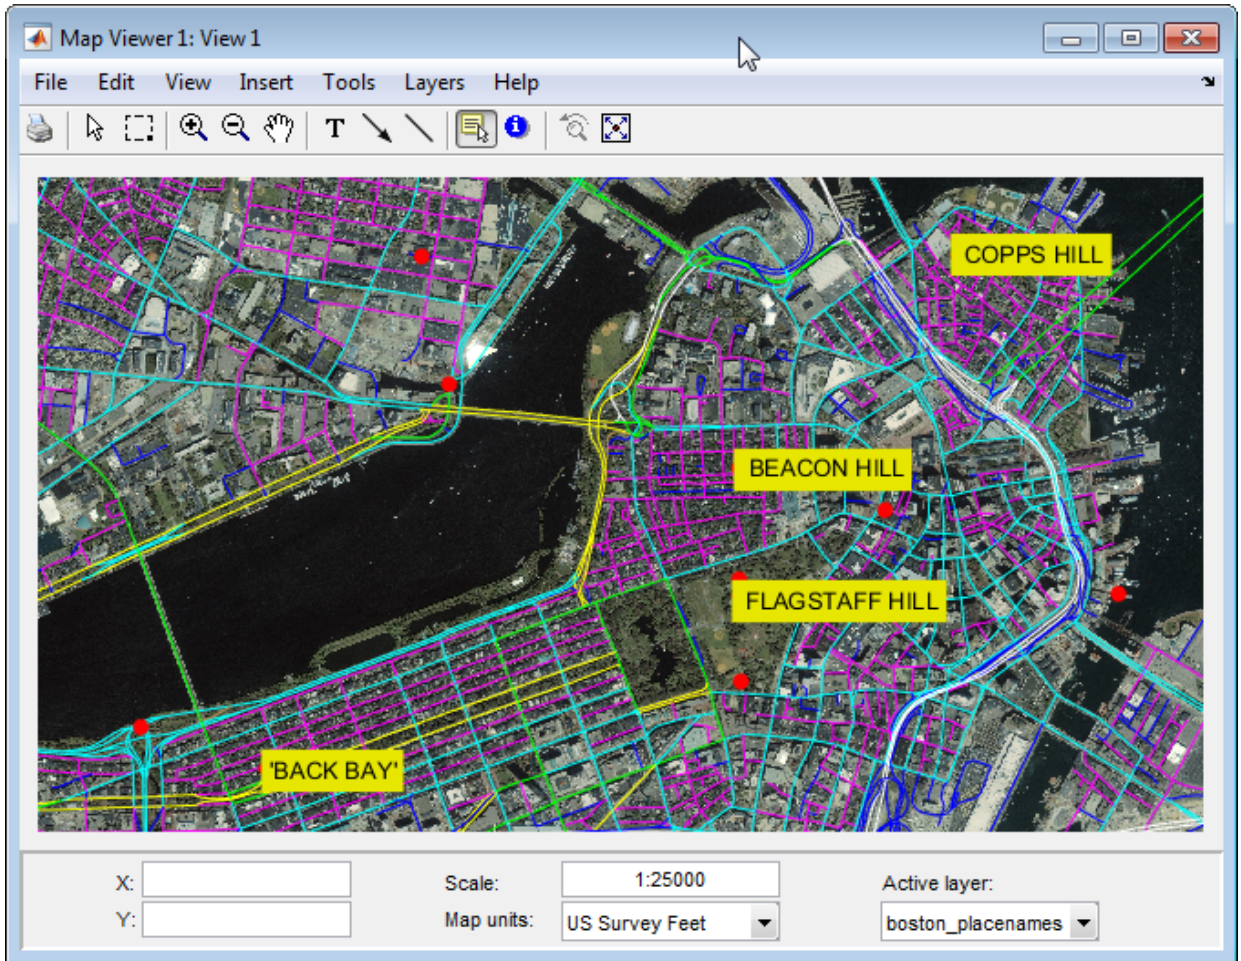 Map Viewer 1: View 1
File Edit View Insert Tools Layers Help
T
COPPS HILL
BEACON HILL
FLAGSTAFF HILL
'BACK BAY'
X:
Scale: 1:25000
Active layer:
Y:
Map units: US Survey Feet
boston_placenames